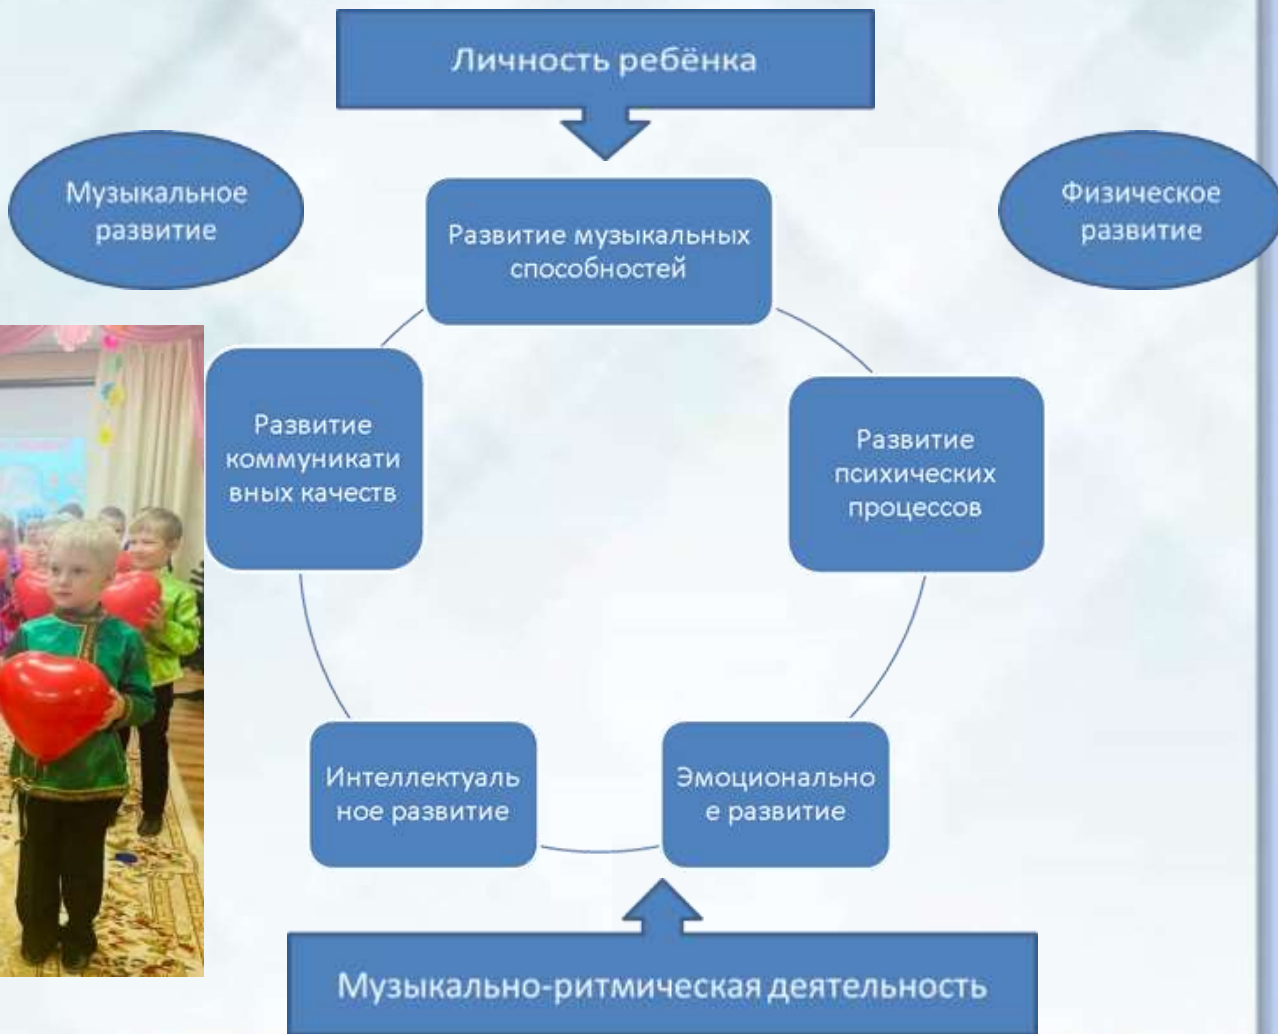 Личность ребёнка
Музыкальное
развитие
Физическое
развитие
Развитие музыкальных
способностей
Развитие
коммуникати
вных качеств
Развитие
психических
процессов
Интеллектуаль
ное развитие
Эмоционально
е развитие
Музыкально-ритмическая деятельность